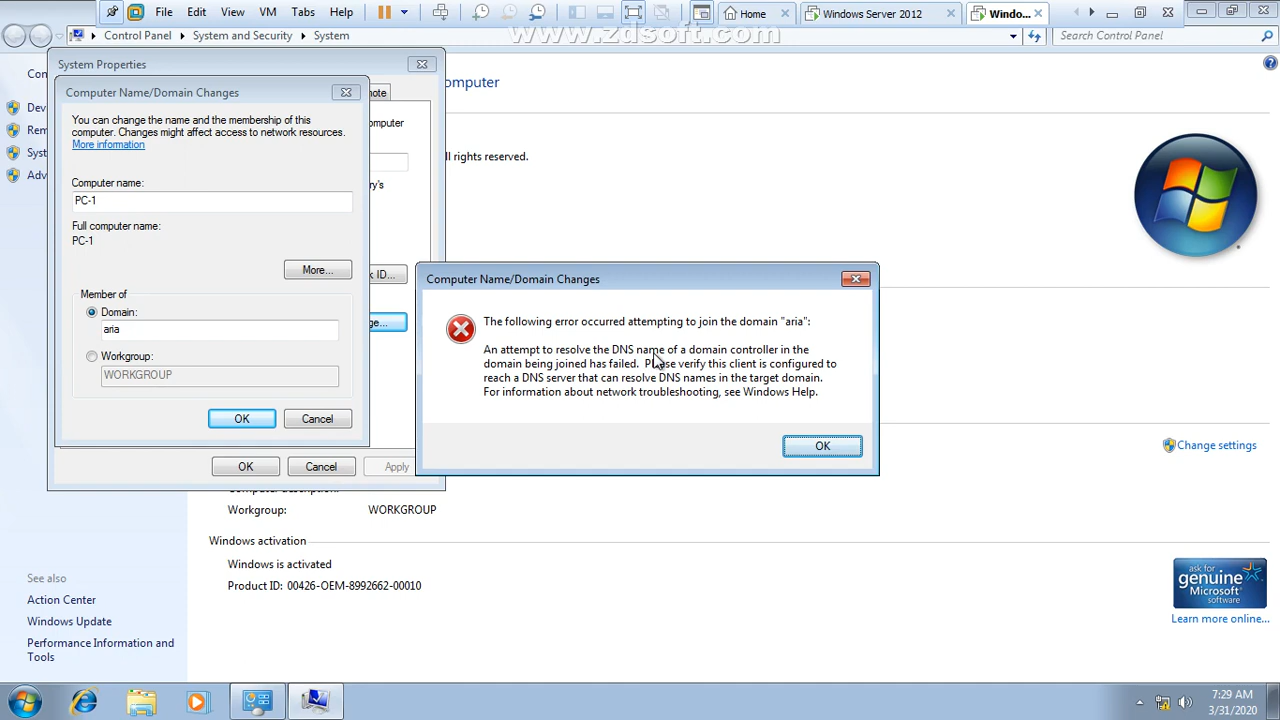 File Edit View VM Tabs Help
Home
Windows Server 2012
Windo...
www.zdsoft.com
Control Panel
System and Security
System
Search Control Panel
System Properties
Computer Name/Domain Changes
You can change the name and the membership of this
computer. Changes might affect access to network resources.
More information
Computer name:
PC-1
Full computer name:
PC-1
More...
Member of
Domain:
aria
Workgroup:
WORKGROUP
OK
Cancel
OK
Cancel
Apply
Computer Name/Domain Changes
The following error occurred attempting to join the domain "aria":
An attempt to resolve the DNS name of a domain controller in the
domain being joined has failed. Please verify this client is configured to
reach a DNS server that can resolve DNS names in the target domain.
For information about network troubleshooting, see Windows Help.
OK
Change settings
Workgroup:
WORKGROUP
Windows activation
Windows is activated
Product ID: 00426-OEM-8992662-00010
ask for
genuine
Microsoft
software
Learn more online...
See also
Action Center
Windows Update
Performance Information and
Tools
7:29 AM
3/31/2020